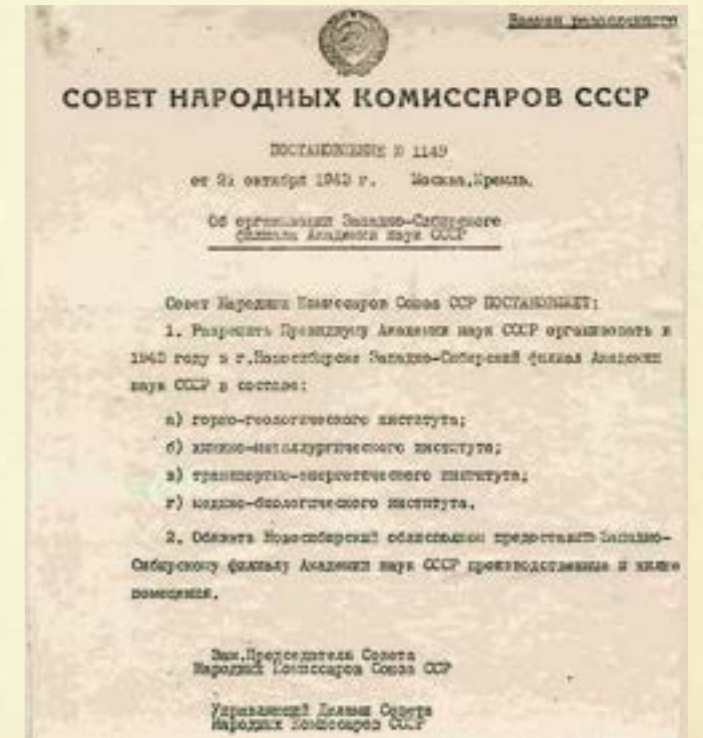 СОВЕТ НАРОДНЫХ КОМИССАРОВ СССР
ПОСТАНОВЛЕНИЕ № 1149
от 21 октября 1943 г. Москва, Кремль.
Об организации Западно-Сибирского
филиала Академии наук СССР
Совет Народных Комиссаров Союза ССР ПОСТАНОВЛЯЕТ:
1. Разрешить Президиуму Академии наук СССР организовать в
1943 году в г.Новосибирске Западно-Сибирский филиал Академии
наук СССР в составе:
а) горно-геологического института;
б) химико-металлургического института;
в) транспортно-энергетического института;
г) медико-биологического института.
2. Обязать Новосибирский облисполком предоставить Западно-
Сибирскому филиалу Академии наук СССР производственные и жилые
помещения.
Зам.Председателя Совета
Народных Комиссаров Союза ССР
Управляющий Делами Совета
Народных Комиссаров СССР